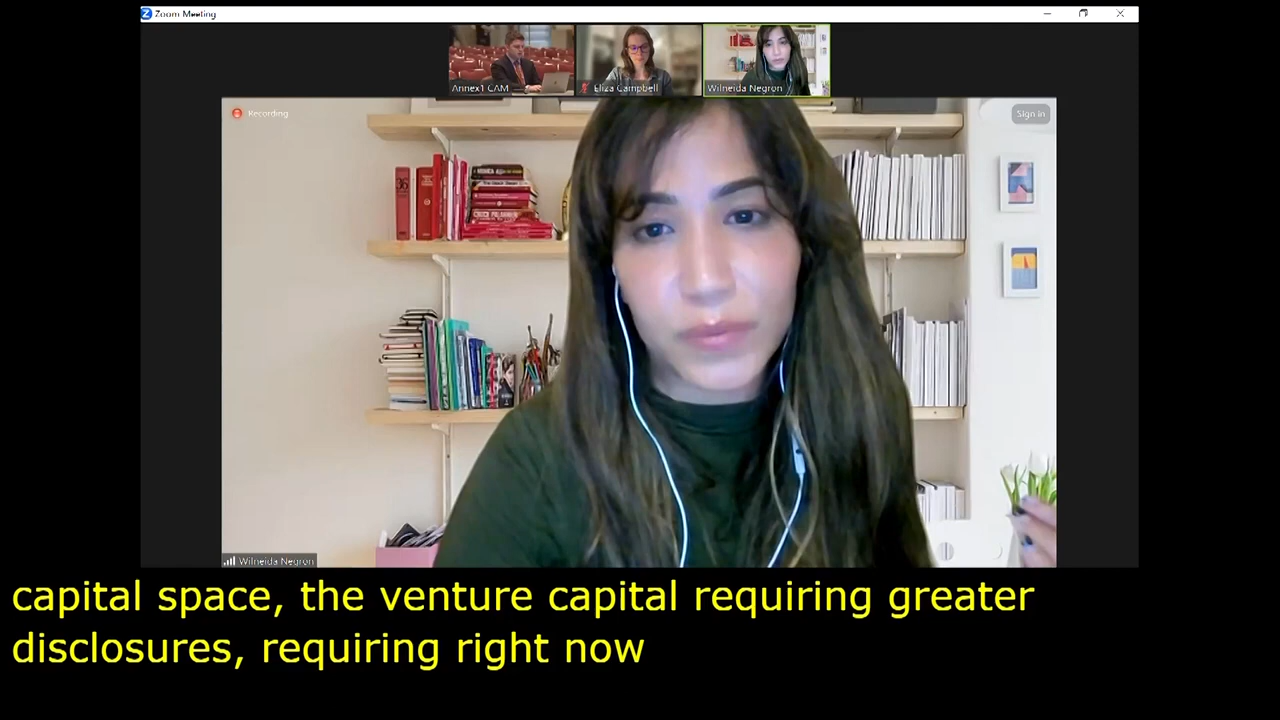 Zoom Meeting
Annex1 CAM
Eliza Campbell
Wilneida Negron
Recording
Sign in
Wilneida Negron
capital space, the venture capital requiring greater
disclosures, requiring right now